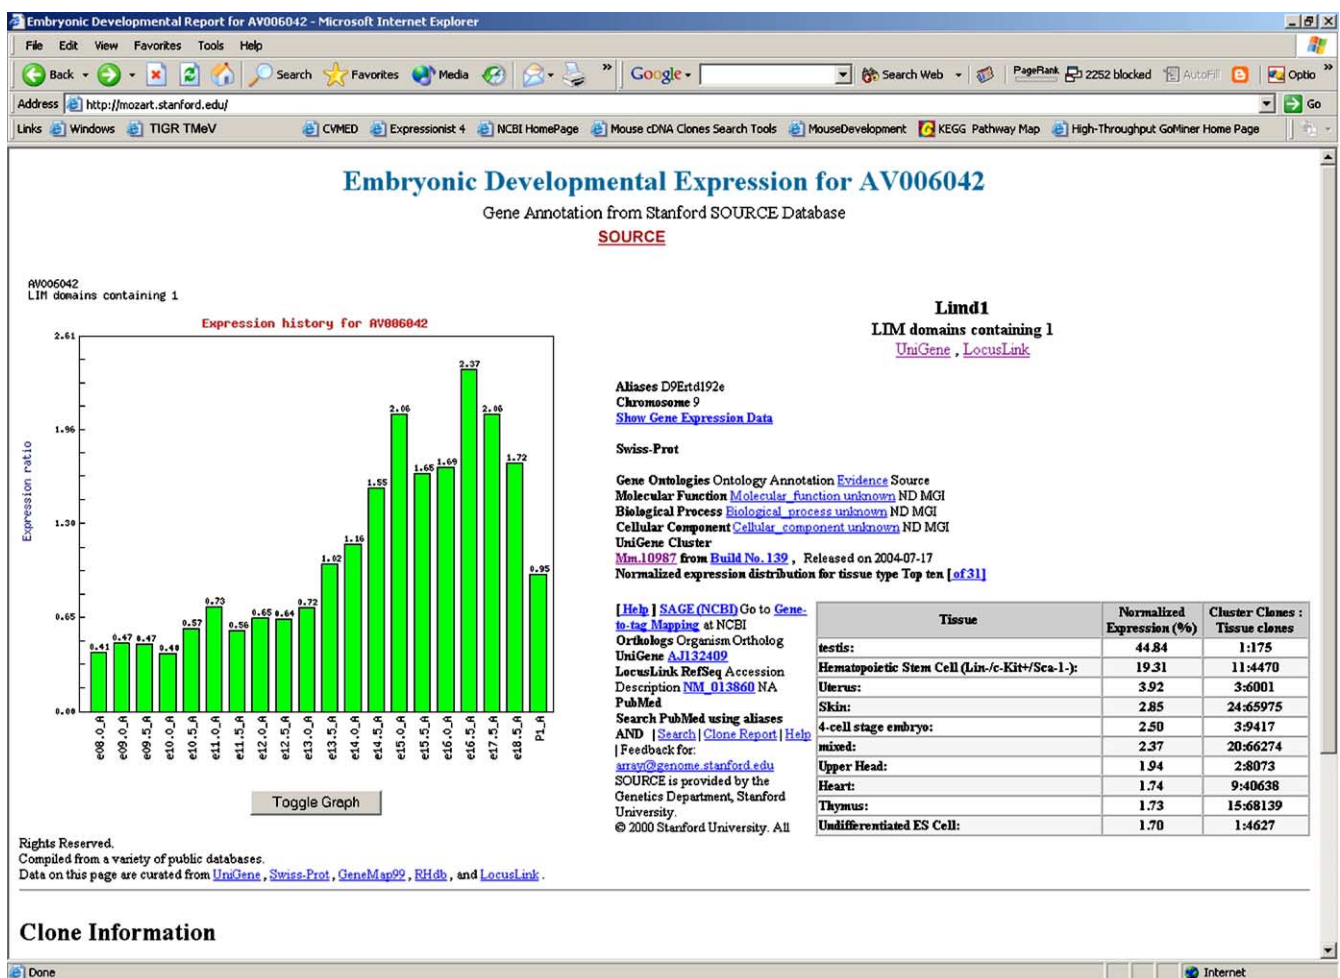 Embryonic Developmental Report for AV006042 - Microsoft Internet Explorer
File Edit View Favorites Tools Help
Back Search Favorites Media » Google Search Web PageRank 2252 blocked AutoFill Optio »
Address http://mozart.stanford.edu/ Go
Links Windows TIGR TMeV CVMED Expressionist 4 NCBI HomePage Mouse cDNA Clones Search Tools MouseDevelopment KEGG Pathway Map High-Throughput GoMiner Home Page
Embryonic Developmental Expression for AV006042
Gene Annotation from Stanford SOURCE Database
SOURCE
AV006042
LIM domains containing 1
Expression history for AV006042
Expression ratio
2.61
1.96
1.30
0.65
0.00
0.41 0.47 0.47 0.40 0.57 0.73 0.56 0.65 0.64 0.72 1.02 1.16 1.55 2.06 1.65 1.69 2.37 2.06 1.72 0.95
e08.0_A e09.0_A e09.5_A e10.0_A e10.5_A e11.0_A e11.5_A e12.0_A e12.5_A e13.0_A e13.5_A e14.0_A e14.5_A e15.0_A e15.5_A e16.0_A e16.5_A e17.5_A e18.5_A P1_A
Toggle Graph
Limd1
LIM domains containing 1
UniGene , LocusLink
Aliases D9Ertd192e
Chromosome 9
Show Gene Expression Data
Swiss-Prot
Gene Ontologies Ontology Annotation Evidence Source
Molecular Function Molecular_function unknown ND MGI
Biological Process Biological_process unknown ND MGI
Cellular Component Cellular_component unknown ND MGI
UniGene Cluster
Mm.10987 from Build No. 139 , Released on 2004-07-17
Normalized expression distribution for tissue type Top ten [ of 31]
[ Help ] SAGE (NCBI) Go to Gene-
to-tag Mapping at NCBI
Orthologs Organism Ortholog
UniGene AJ132409
LocusLink RefSeq Accession
Description NM_013860 NA
PubMed
Search PubMed using aliases
AND | Search | Clone Report | Help
| Feedback for:
array@genome.stanford.edu
SOURCE is provided by the
Genetics Department, Stanford
University.
© 2000 Stanford University. All
Tissue Normalized Expression (%) Cluster Clones : Tissue clones
testis: 44.84 1:175
Hematopoietic Stem Cell (Lin-/c-Kit+/Sca-1-): 19.31 11:4470
Uterus: 3.92 3:6001
Skin: 2.85 24:65975
4-cell stage embryo: 2.50 3:9417
mixed: 2.37 20:66274
Upper Head: 1.94 2:8073
Heart: 1.74 9:40638
Thymus: 1.73 15:68139
Undifferentiated ES Cell: 1.70 1:4627
Rights Reserved.
Compiled from a variety of public databases.
Data on this page are curated from UniGene , Swiss-Prot , GeneMap99 , RHdb , and LocusLink .
Clone Information
Done Internet